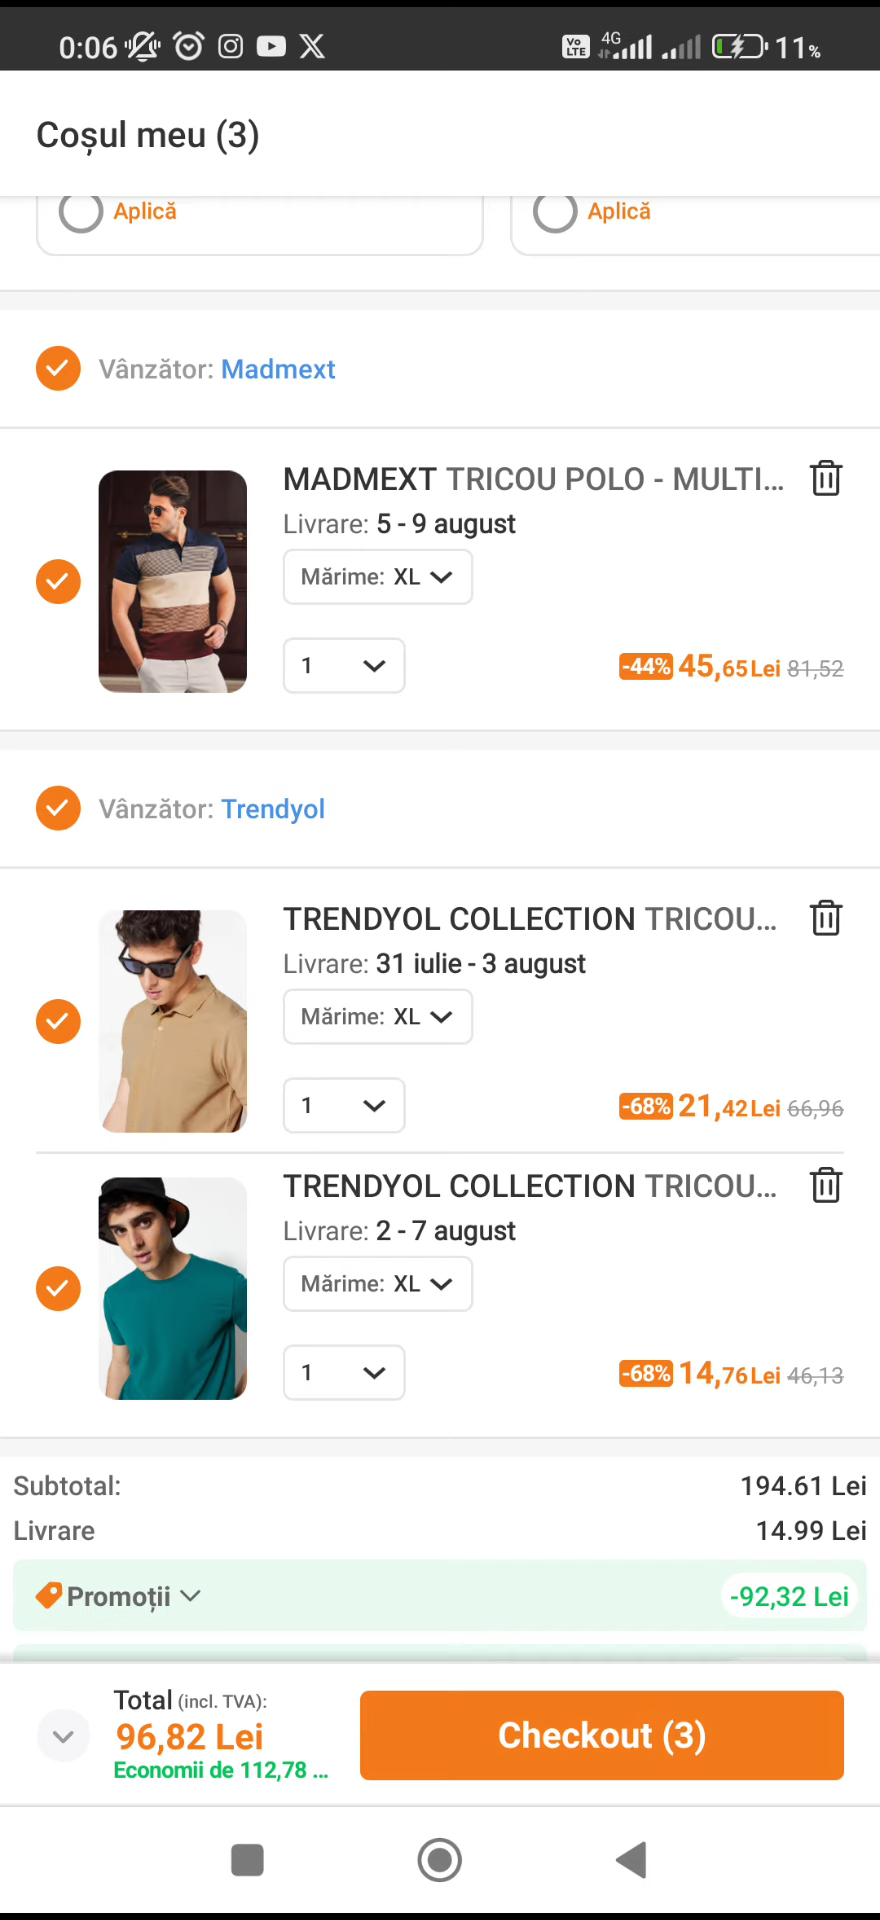 0:06 4G VoLTE 11%
Coșul meu (3)
Aplică Aplică
Vânzător: Madmext
MADMEXT TRICOU POLO - MULTI...
Livrare: 5 - 9 august
Mărime: XL
1 -44% 45,65 Lei 81,52
Vânzător: Trendyol
TRENDYOL COLLECTION TRICOU...
Livrare: 31 iulie - 3 august
Mărime: XL
1 -68% 21,42 Lei 66,96
TRENDYOL COLLECTION TRICOU...
Livrare: 2 - 7 august
Mărime: XL
1 -68% 14,76 Lei 46,13
Subtotal: 194.61 Lei
Livrare 14.99 Lei
Promoții -92,32 Lei
Total (incl. TVA):
96,82 Lei
Economii de 112,78 ...
Checkout (3)